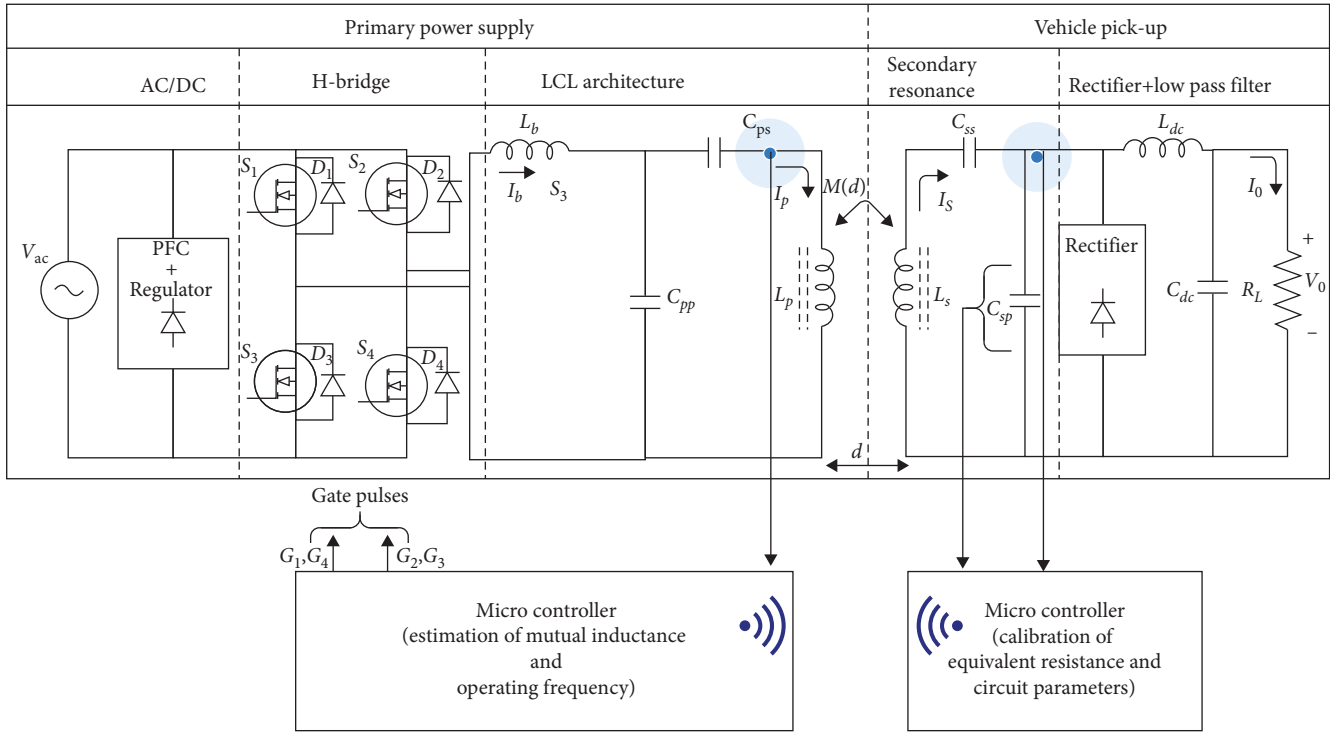 Primary power supply
Vehicle pick-up
AC/DC
H-bridge
LCL architecture
Secondary
resonance
Rectifier+low pass filter
V_ac
PFC
+
Regulator
S_1
D_1
S_2
D_2
S_3
D_3
S_4
D_4
L_b
I_b
S_3
C_ps
I_p
M(d)
C_pp
L_p
d
C_ss
I_S
L_s
C_sp
Rectifier
L_dc
I_0
C_dc
R_L
+
V_0
−
Gate pulses
G_1,G_4
G_2,G_3
Micro controller
(estimation of mutual inductance
and
operating frequency)
Micro controller
(calibration of
equivalent resistance and
circuit parameters)